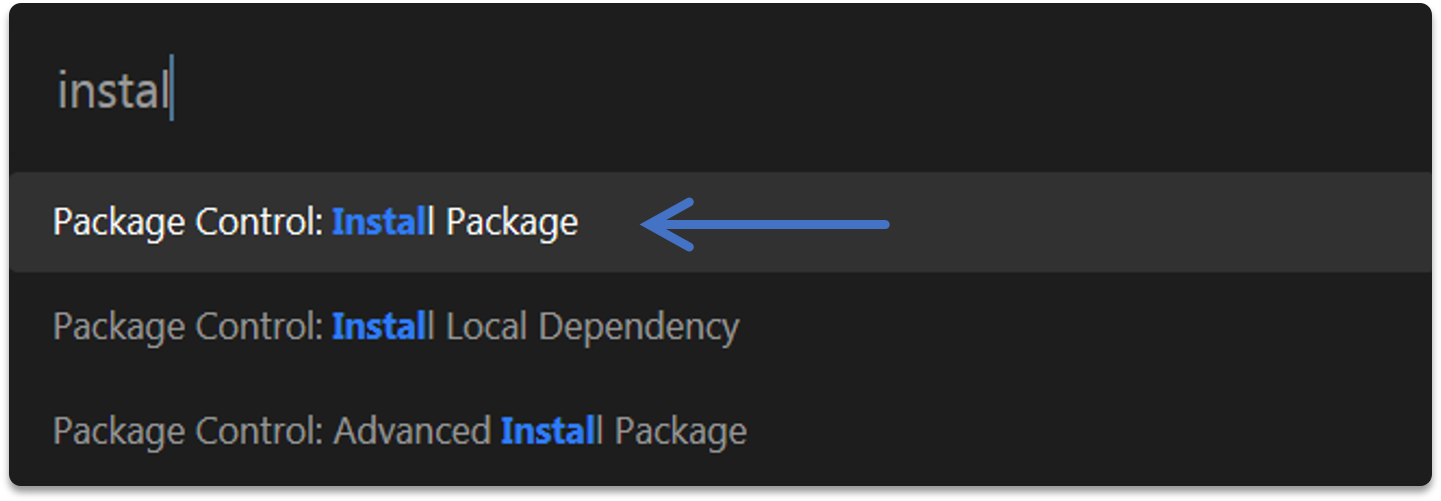 instal
Package Control: Install Package
Package Control: Install Local Dependency
Package Control: Advanced Install Package